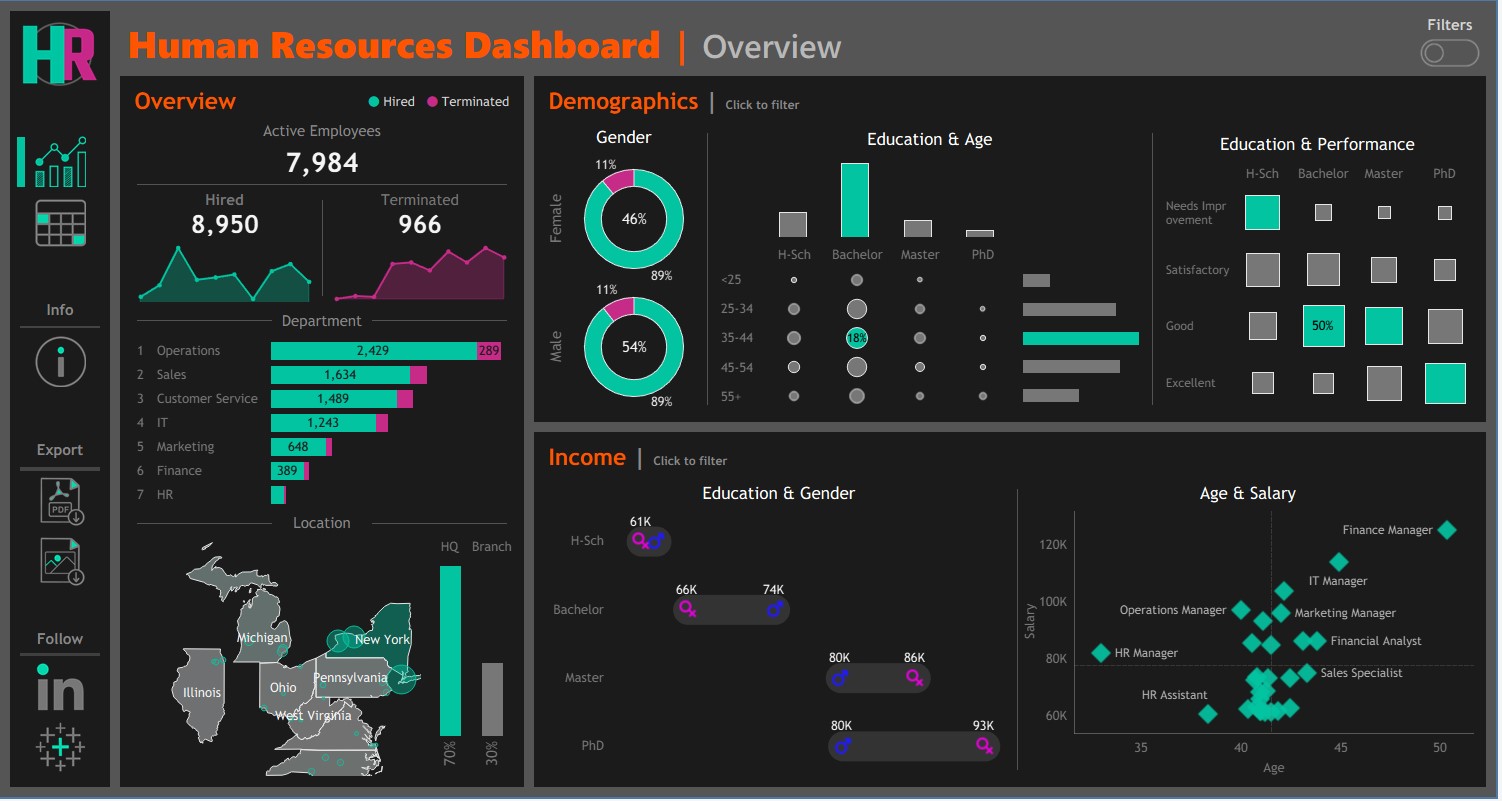 HR
Human Resources Dashboard | Overview
Filters
Info
Export
PDF
Follow
in
Overview
Hired
Terminated
Active Employees
7,984
Hired
8,950
Terminated
966
Department
1 Operations 2,429 289
2 Sales 1,634
3 Customer Service 1,489
4 IT 1,243
5 Marketing 648
6 Finance 389
7 HR
Location
HQ Branch
Michigan
New York
Illinois
Ohio
Pennsylvania
West Virginia
70% 30%
Demographics | Click to filter
Gender
Female
11%
46%
89%
Male
11%
54%
89%
Education & Age
H-Sch Bachelor Master PhD
<25
25-34
35-44 18%
45-54
55+
Education & Performance
H-Sch Bachelor Master PhD
Needs Impr
ovement
Satisfactory
Good 50%
Excellent
Income | Click to filter
Education & Gender
61K
H-Sch
66K 74K
Bachelor
80K 86K
Master
80K 93K
PhD
Age & Salary
Salary
120K
100K
80K
60K
Finance Manager
IT Manager
Operations Manager
Marketing Manager
Financial Analyst
HR Manager
Sales Specialist
HR Assistant
35 40 45 50
Age